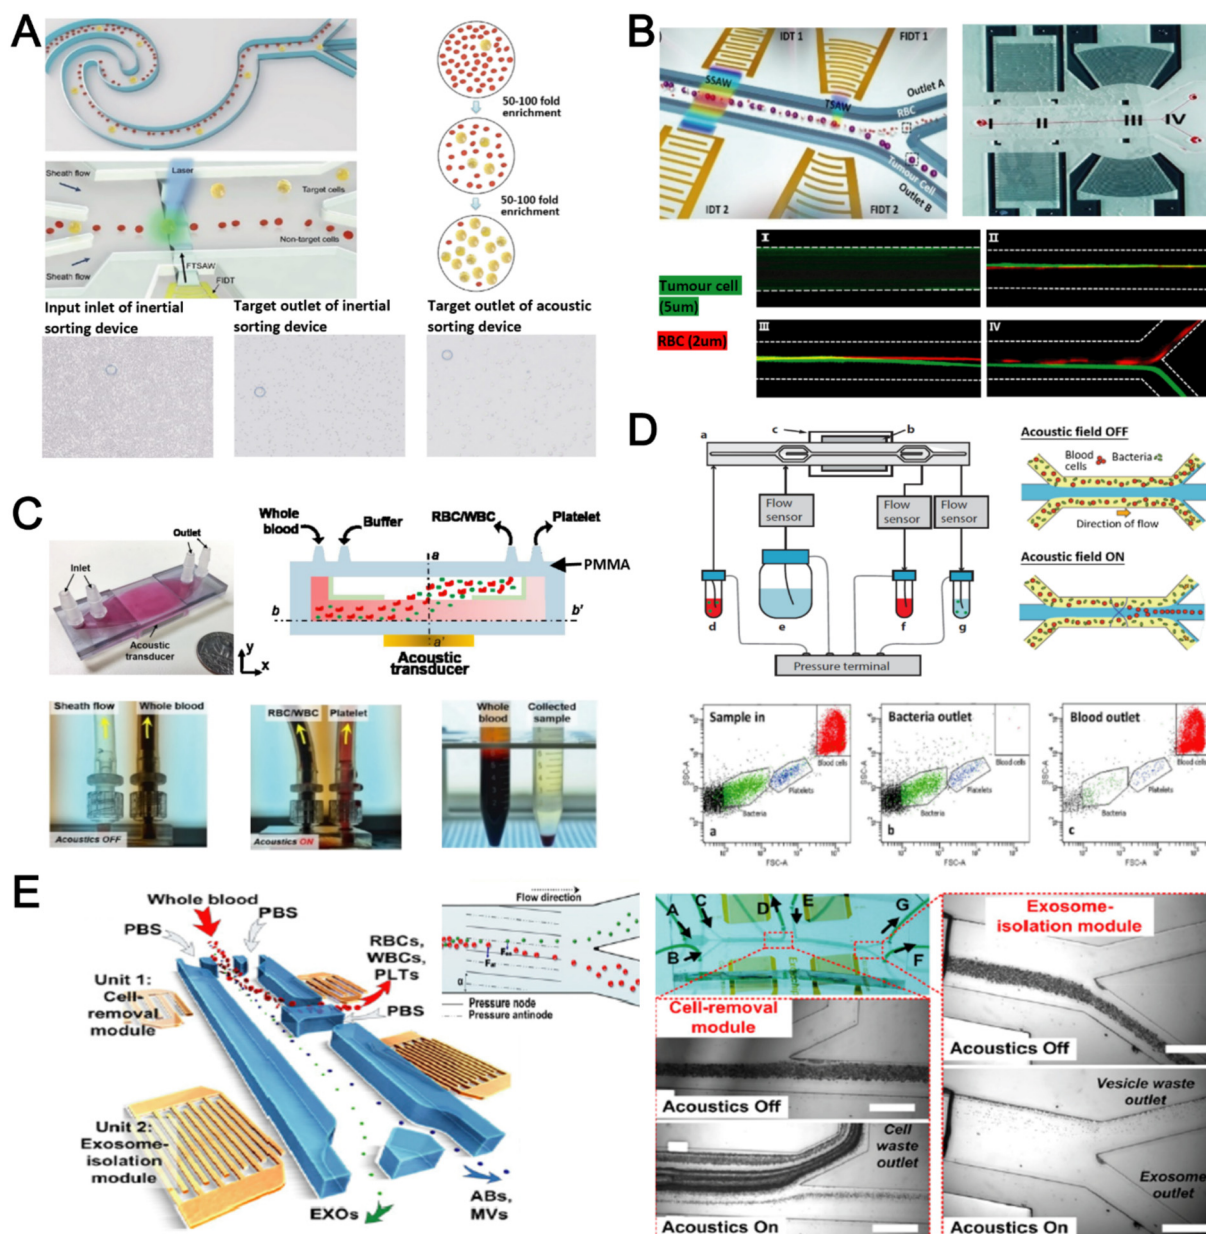 A
50-100 fold
enrichment
50-100 fold
enrichment
Sheath flow
Laser
Target cells
Non-target cells
Sheath flow
FTSAW
FIDT
Input inlet of inertial
sorting device
Target outlet of inertial
sorting device
Target outlet of acoustic
sorting device
B
IDT 1
FIDT 1
SSAW
TSAW
Outlet A
RBC
Tumour Cell
Outlet B
IDT 2
FIDT 2
I
II
III
IV
Tumour cell
(5um)
RBC (2um)
I
II
III
IV
C
Outlet
Inlet
Acoustic
transducer
y
x
Whole
blood
Buffer
RBC/WBC
Platelet
a
PMMA
b
b'
a'
Acoustic
transducer
Sheath flow
Whole blood
Acoustics OFF
RBC/WBC
Platelet
Acoustics ON
Whole
blood
Collected
sample
D
a
c
b
Flow
sensor
Flow
sensor
Flow
sensor
d
e
f
g
Pressure terminal
Acoustic field OFF
Blood
cells
Bacteria
Direction of flow
Acoustic field ON
Sample in
Blood cells
Platelets
Bacteria
a
SSC-A
FSC-A
Bacteria outlet
Blood cells
Platelets
Bacteria
b
SSC-A
FSC-A
Blood outlet
Blood cells
Platelets
Bacteria
c
SSC-A
FSC-A
E
Whole blood
PBS
PBS
RBCs,
WBCs,
PLTs
Unit 1:
Cell-
removal
module
PBS
Unit 2:
Exosome-
isolation
module
EXOs
ABs,
MVs
Flow direction
α
Pressure node
Pressure antinode
A
C
D
E
G
B
F
Cell-removal
module
Acoustics Off
Cell
waste
outlet
Acoustics On
Exosome-
isolation module
Acoustics Off
Vesicle waste
outlet
Exosome
outlet
Acoustics On